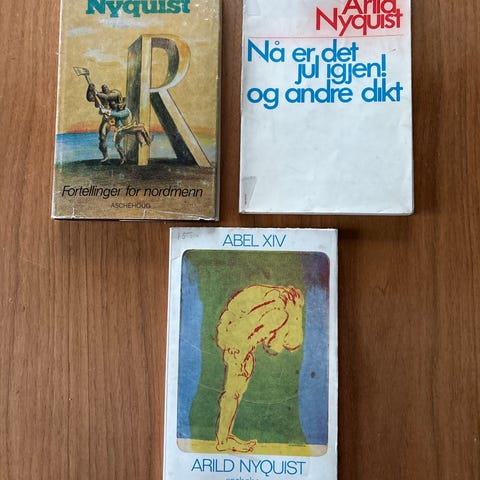 Nyquist
R
Fortellinger for nordmenn
ASCHEHOUG
Arild
Nyquist
Nå er det
jul igjen!
og andre dikt
ABEL XIV
ARILD NYQUIST